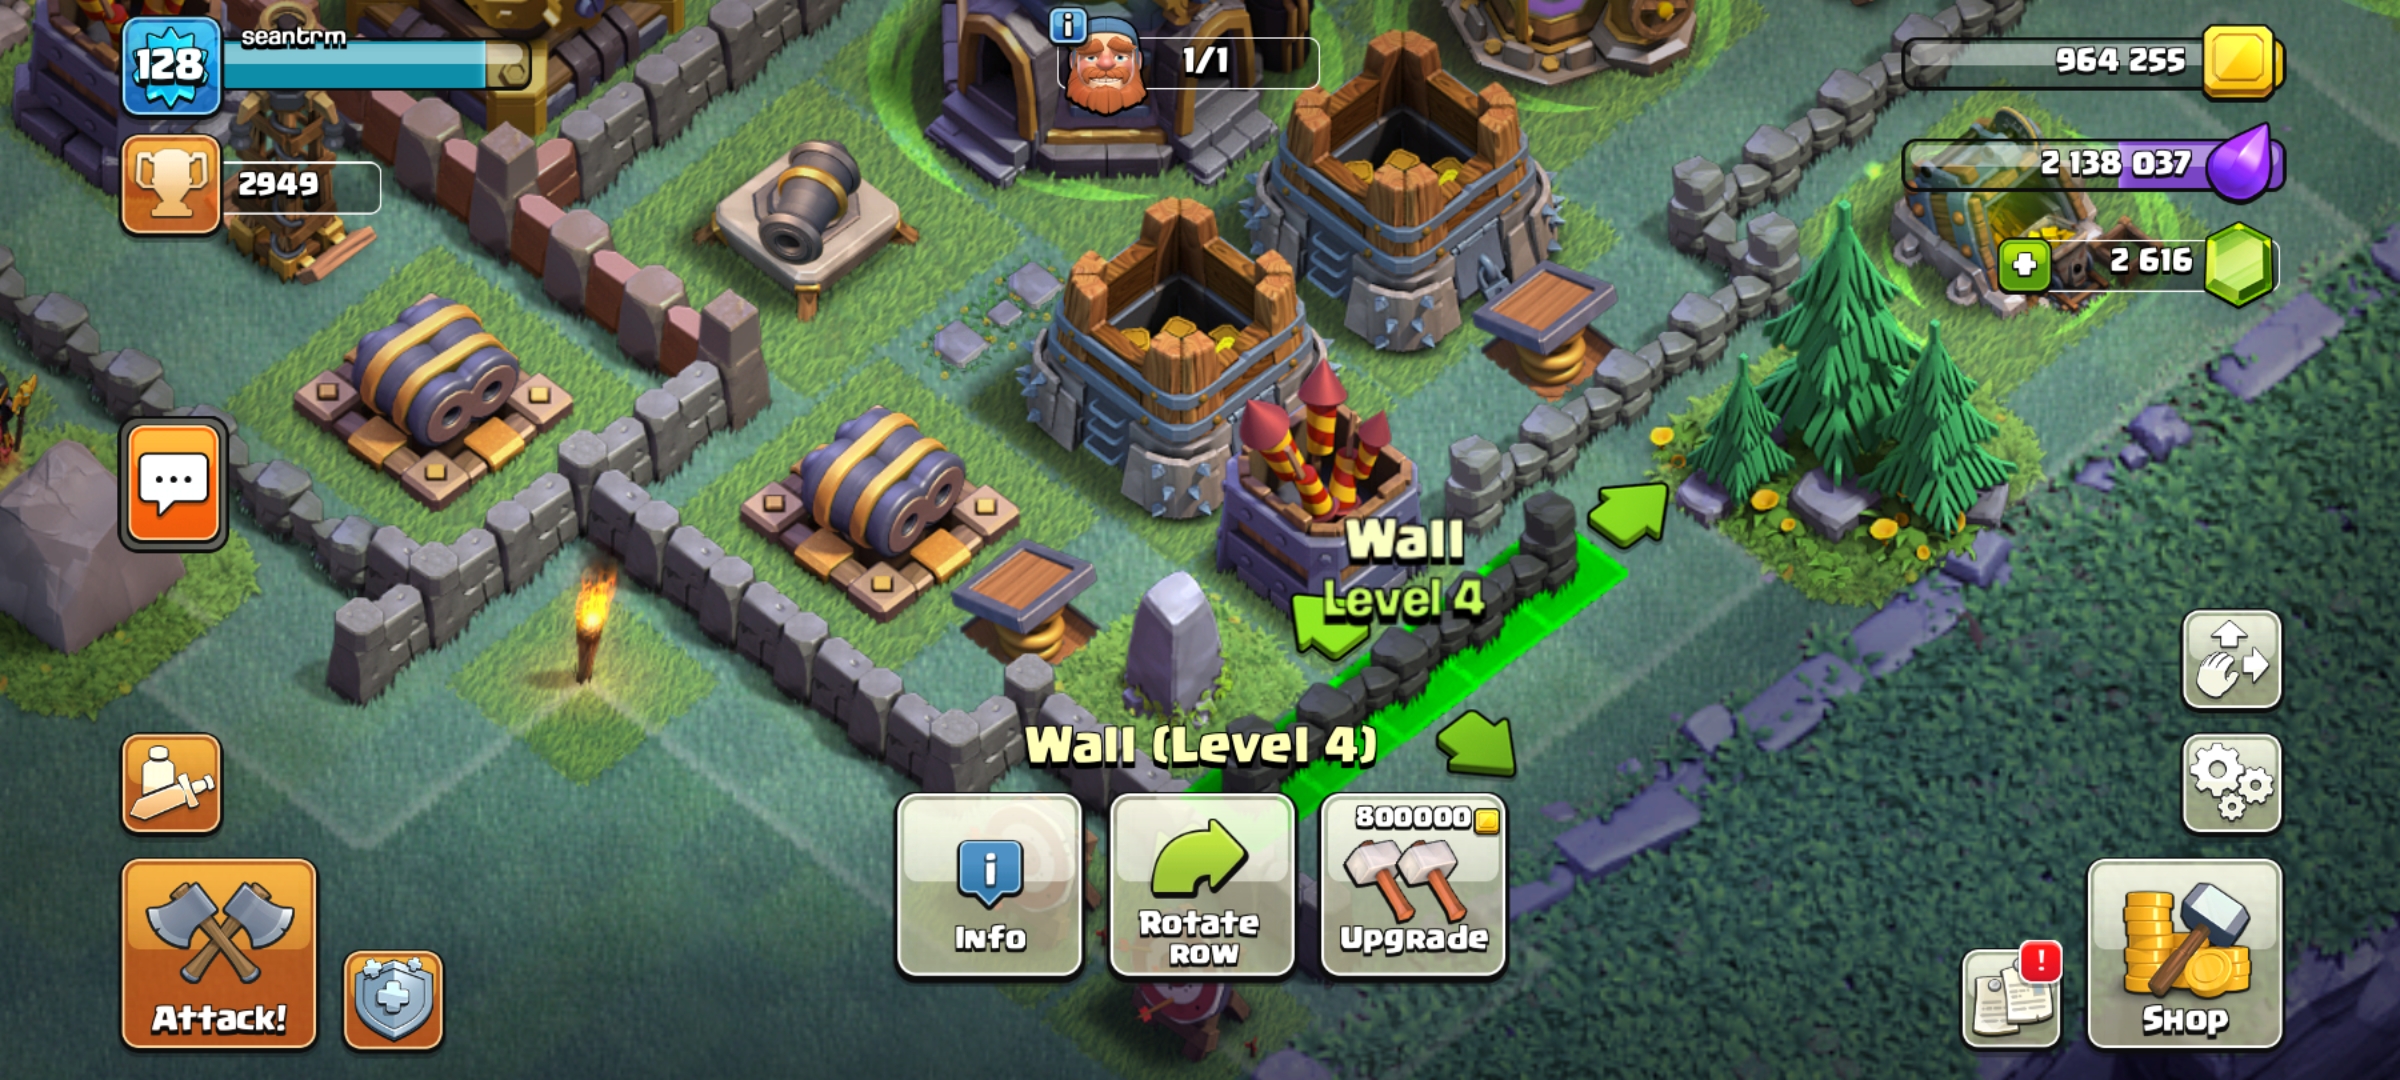 128
seantrm
1/1
964 255
2949
2 138 037
2 616
Wall
Level 4
Wall (Level 4)
800000
Info
Rotate
Row
Upgrade
Attack!
!
Shop